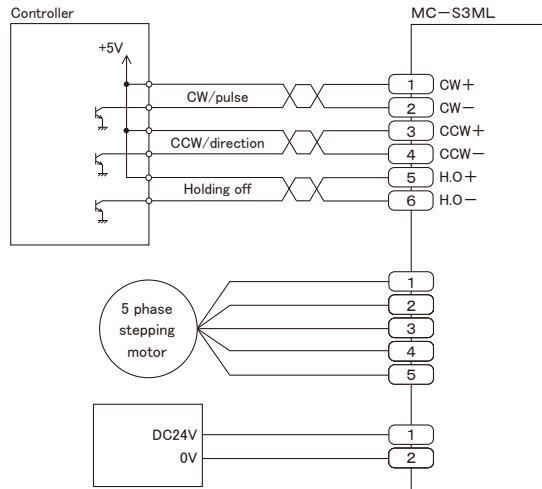 Controller
MC-S3ML
+5V
CW/pulse
1 CW+
2 CW-
CCW/direction
3 CCW+
4 CCW-
Holding off
5 H.O+
6 H.O-
5 phase
stepping
motor
1
2
3
4
5
DC24V
1
0V
2